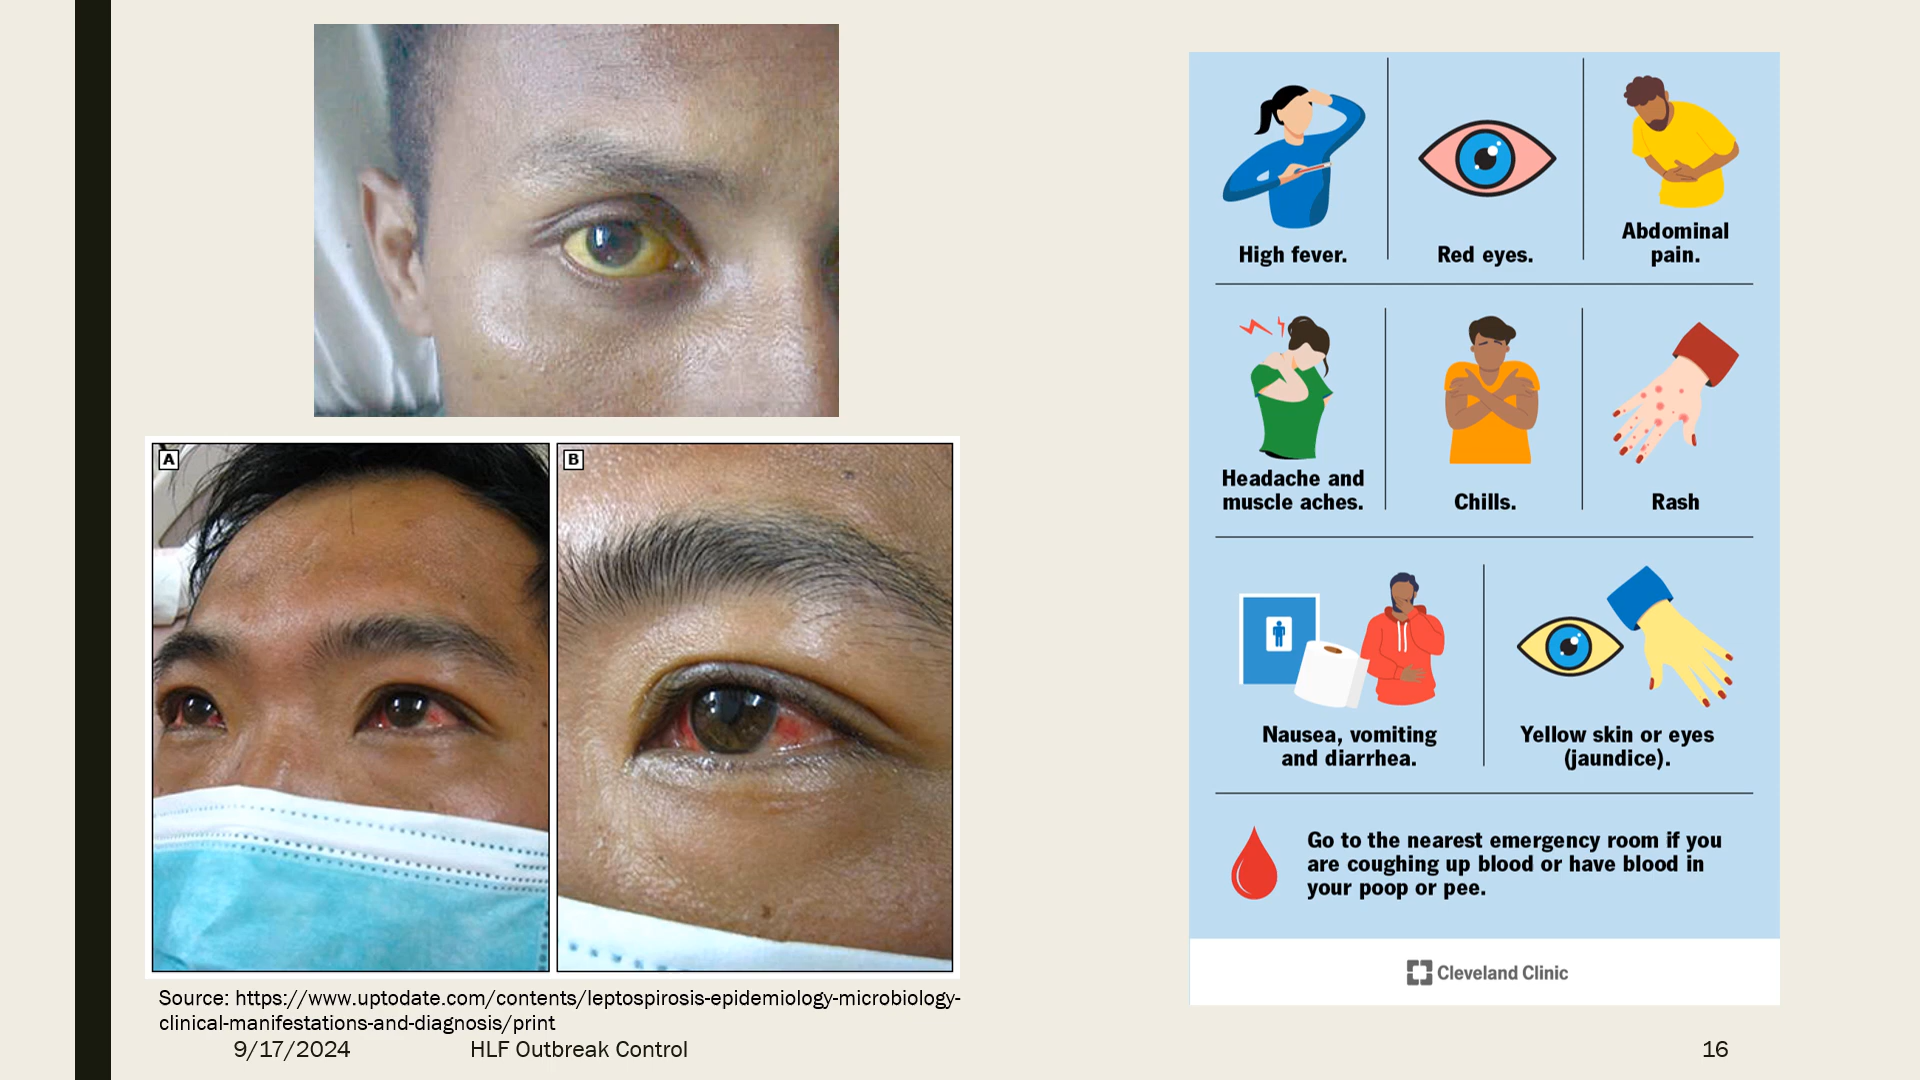 A
B
Source: https://www.uptodate.com/contents/leptospirosis-epidemiology-microbiology-
clinical-manifestations-and-diagnosis/print
High fever.
Red eyes.
Abdominal
pain.
Headache and
muscle aches.
Chills.
Rash
Nausea, vomiting
and diarrhea.
Yellow skin or eyes
(jaundice).
Go to the nearest emergency room if you
are coughing up blood or have blood in
your poop or pee.
Cleveland Clinic
9/17/2024
HLF Outbreak Control
16